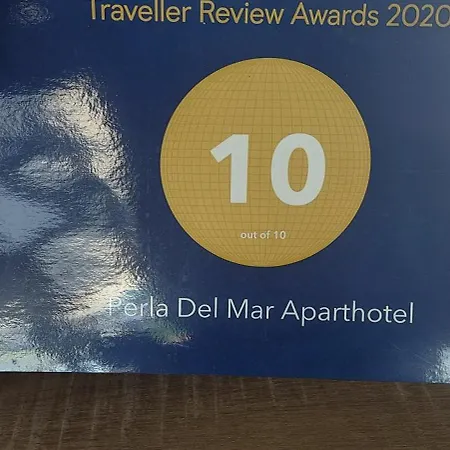 Traveller Review Awards 2020
10
out of 10
Perla Del Mar Aparthotel